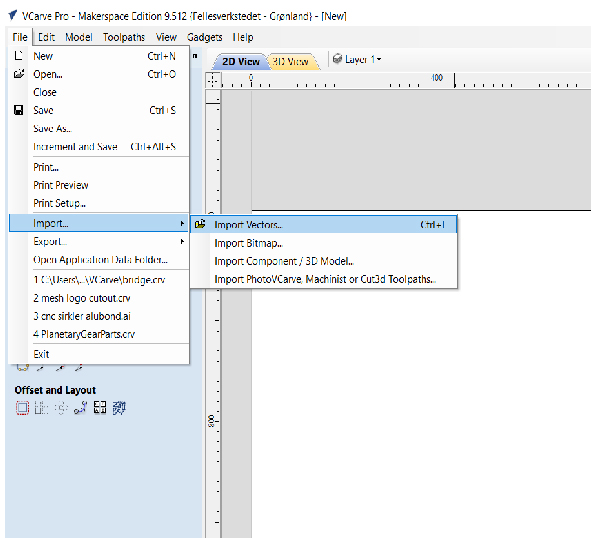 VCarve Pro - Makerspace Edition 9.512 {Fellesverkstedet - Grønland} - [New]
File Edit Model Toolpaths View Gadgets Help
New Ctrl+N
Open... Ctrl+O
Close
Save Ctrl+S
Save As...
Increment and Save Ctrl+Alt+S
Print...
Print Preview
Print Setup...
Import...
Export...
Open Application Data Folder...
1 C:\Users\...\VCarve\bridge.crv
2 mesh logo cutout.crv
3 cnc sirkler alubond.ai
4 PlanetaryGearParts.crv
Exit
Import Vectors... Ctrl+I
Import Bitmap...
Import Component / 3D Model...
Import PhotoVCarve, Machinist or Cut3d Toolpaths...
2D View 3D View Layer 1
0 400
Offset and Layout